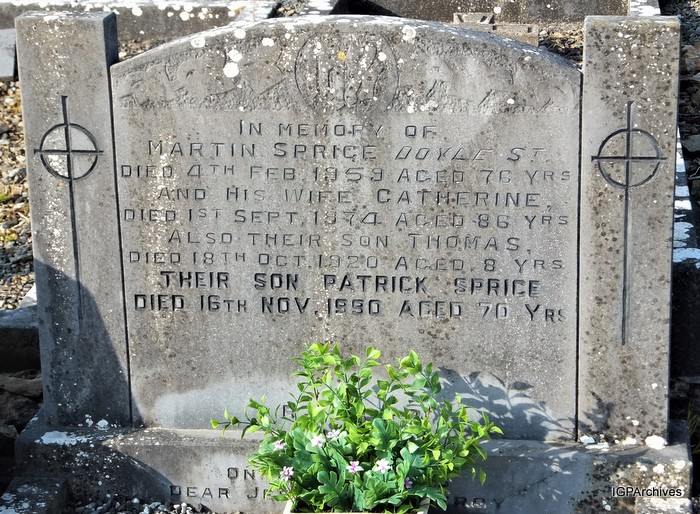 IN MEMORY OF
MARTIN SPRICE DOYLE ST.
DIED 4TH FEB. 1959 AGED 76 YRS
AND HIS WIFE CATHERINE,
DIED 1ST SEPT. 1974 AGED 86 YRS
ALSO THEIR SON THOMAS,
DIED 18TH OCT. 1920 AGED 8 YRS
THEIR SON PATRICK SPRICE
DIED 16TH NOV. 1990 AGED 70 YRS
ON
DEAR
IGPArchives